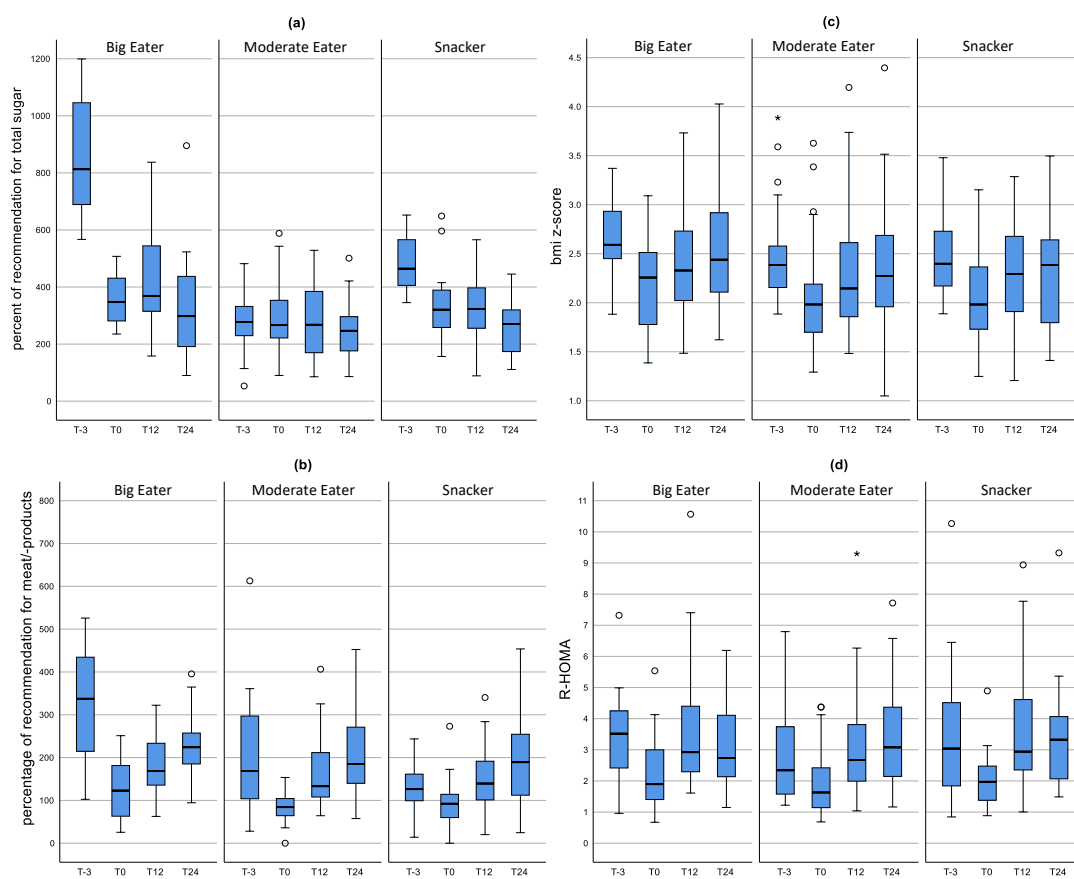 (a)
Big Eater Moderate Eater Snacker
percent of recommendation for total sugar
1200
1000
800
600
400
200
0
T-3 T0 T12 T24 T-3 T0 T12 T24 T-3 T0 T12 T24
(c)
Big Eater Moderate Eater Snacker
bmi z-score
4.5
4.0
3.5
3.0
2.5
2.0
1.5
1.0
T-3 T0 T12 T24 T-3 T0 T12 T24 T-3 T0 T12 T24
(b)
Big Eater Moderate Eater Snacker
percentage of recommendation for meat/-products
800
700
600
500
400
300
200
100
0
T-3 T0 T12 T24 T-3 T0 T12 T24 T-3 T0 T12 T24
(d)
Big Eater Moderate Eater Snacker
R-HOMA
11
10
9
8
7
6
5
4
3
2
1
0
T-3 T0 T12 T24 T-3 T0 T12 T24 T-3 T0 T12 T24